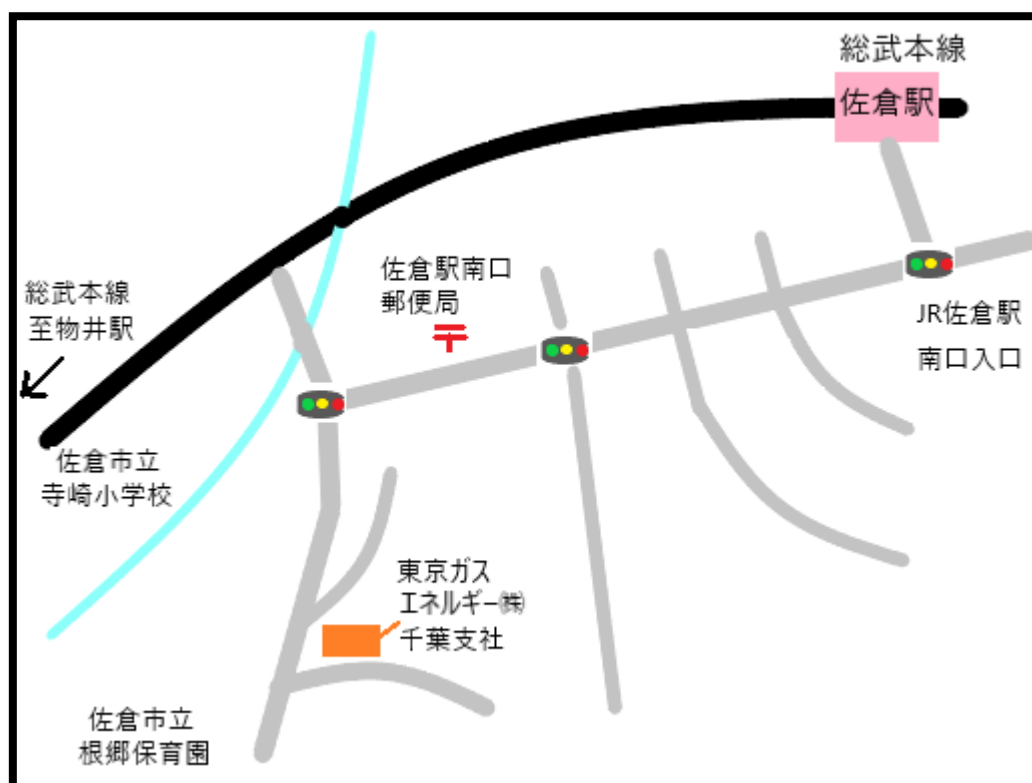 総武本線
佐倉駅
佐倉駅南口
郵便局
総武本線
至物井駅
JR佐倉駅
南口入口
佐倉市立
寺崎小学校
東京ガス
エネルギー㈱
千葉支社
佐倉市立
根郷保育園